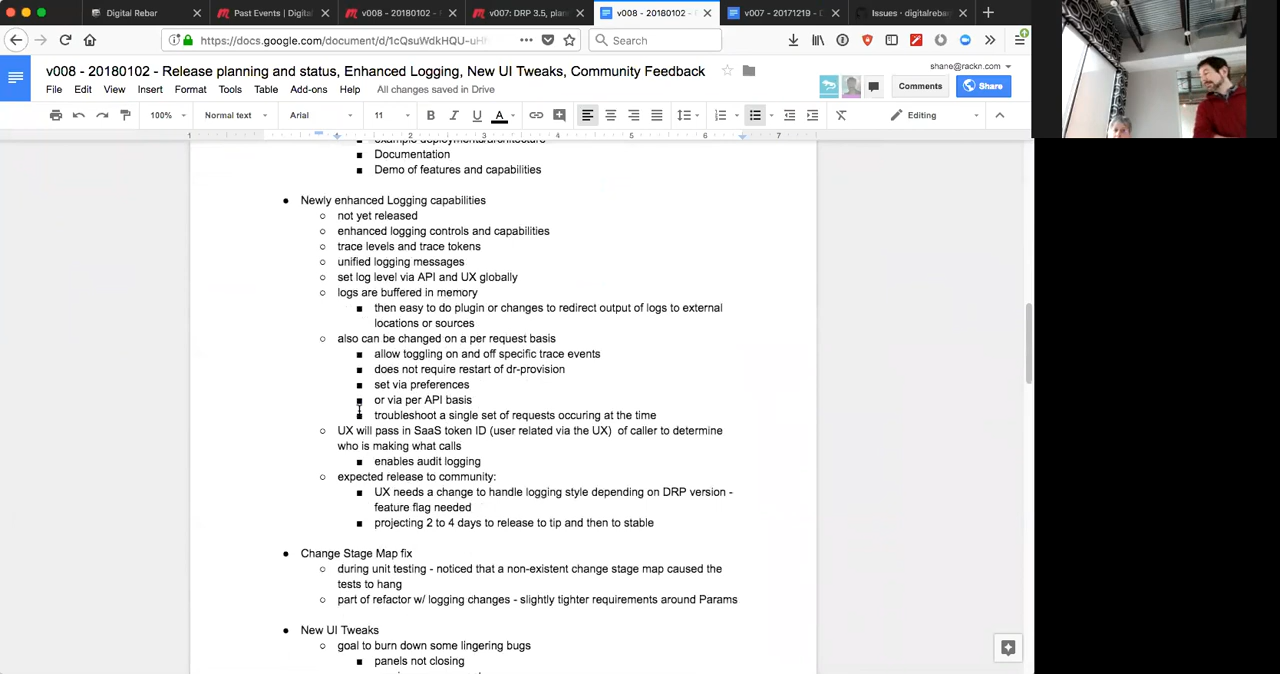 Digital Rebar
Past Events | Digital
v008 - 20180102 -
v007: DRP 3.5, plan
v008 - 20180102 -
v007 - 20171219 -
Issues · digitalreba
https://docs.google.com/document/d/1cQsuWdkHQU-uH
Search
v008 - 20180102 - Release planning and status, Enhanced Logging, New UI Tweaks, Community Feedback
shane@rackn.com
File Edit View Insert Format Tools Table Add-ons Help All changes saved in Drive
Comments
Share
100% Normal text Arial 11 B I U A Editing
1 1 2 3 4 5 6 7
example deployments/architecture
■ Documentation
■ Demo of features and capabilities
● Newly enhanced Logging capabilities
○ not yet released
○ enhanced logging controls and capabilities
○ trace levels and trace tokens
○ unified logging messages
○ set log level via API and UX globally
○ logs are buffered in memory
■ then easy to do plugin or changes to redirect output of logs to external
locations or sources
○ also can be changed on a per request basis
■ allow toggling on and off specific trace events
■ does not require restart of dr-provision
■ set via preferences
■ or via per API basis
■ troubleshoot a single set of requests occuring at the time
○ UX will pass in SaaS token ID (user related via the UX) of caller to determine
who is making what calls
■ enables audit logging
○ expected release to community:
■ UX needs a change to handle logging style depending on DRP version -
feature flag needed
■ projecting 2 to 4 days to release to tip and then to stable
● Change Stage Map fix
○ during unit testing - noticed that a non-existent change stage map caused the
tests to hang
○ part of refactor w/ logging changes - slightly tighter requirements around Params
● New UI Tweaks
○ goal to burn down some lingering bugs
■ panels not closing